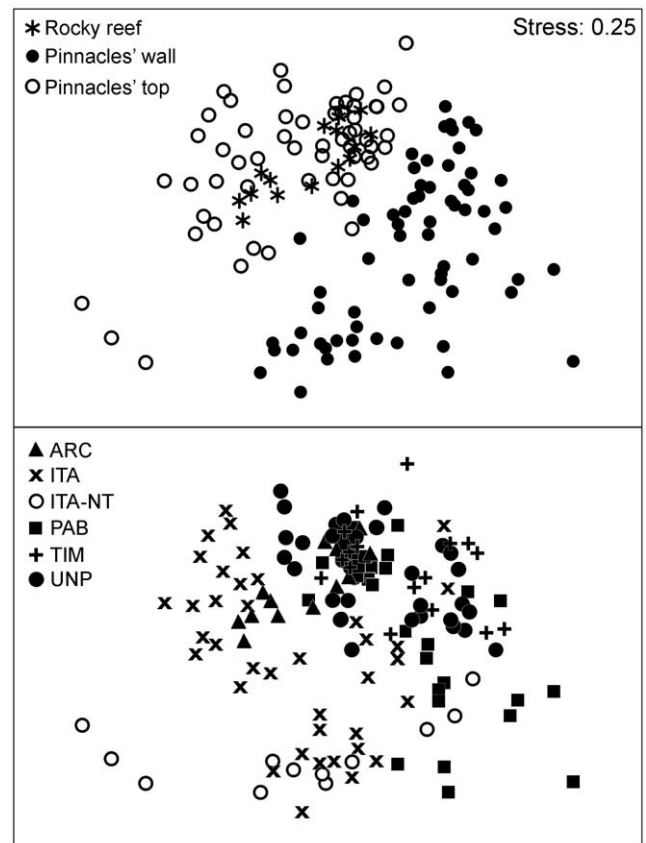 Rocky reef
Stress: 0.25
Pinnacles' wall
Pinnacles' top
ARC
ITA
ITA-NT
PAB
TIM
UNP